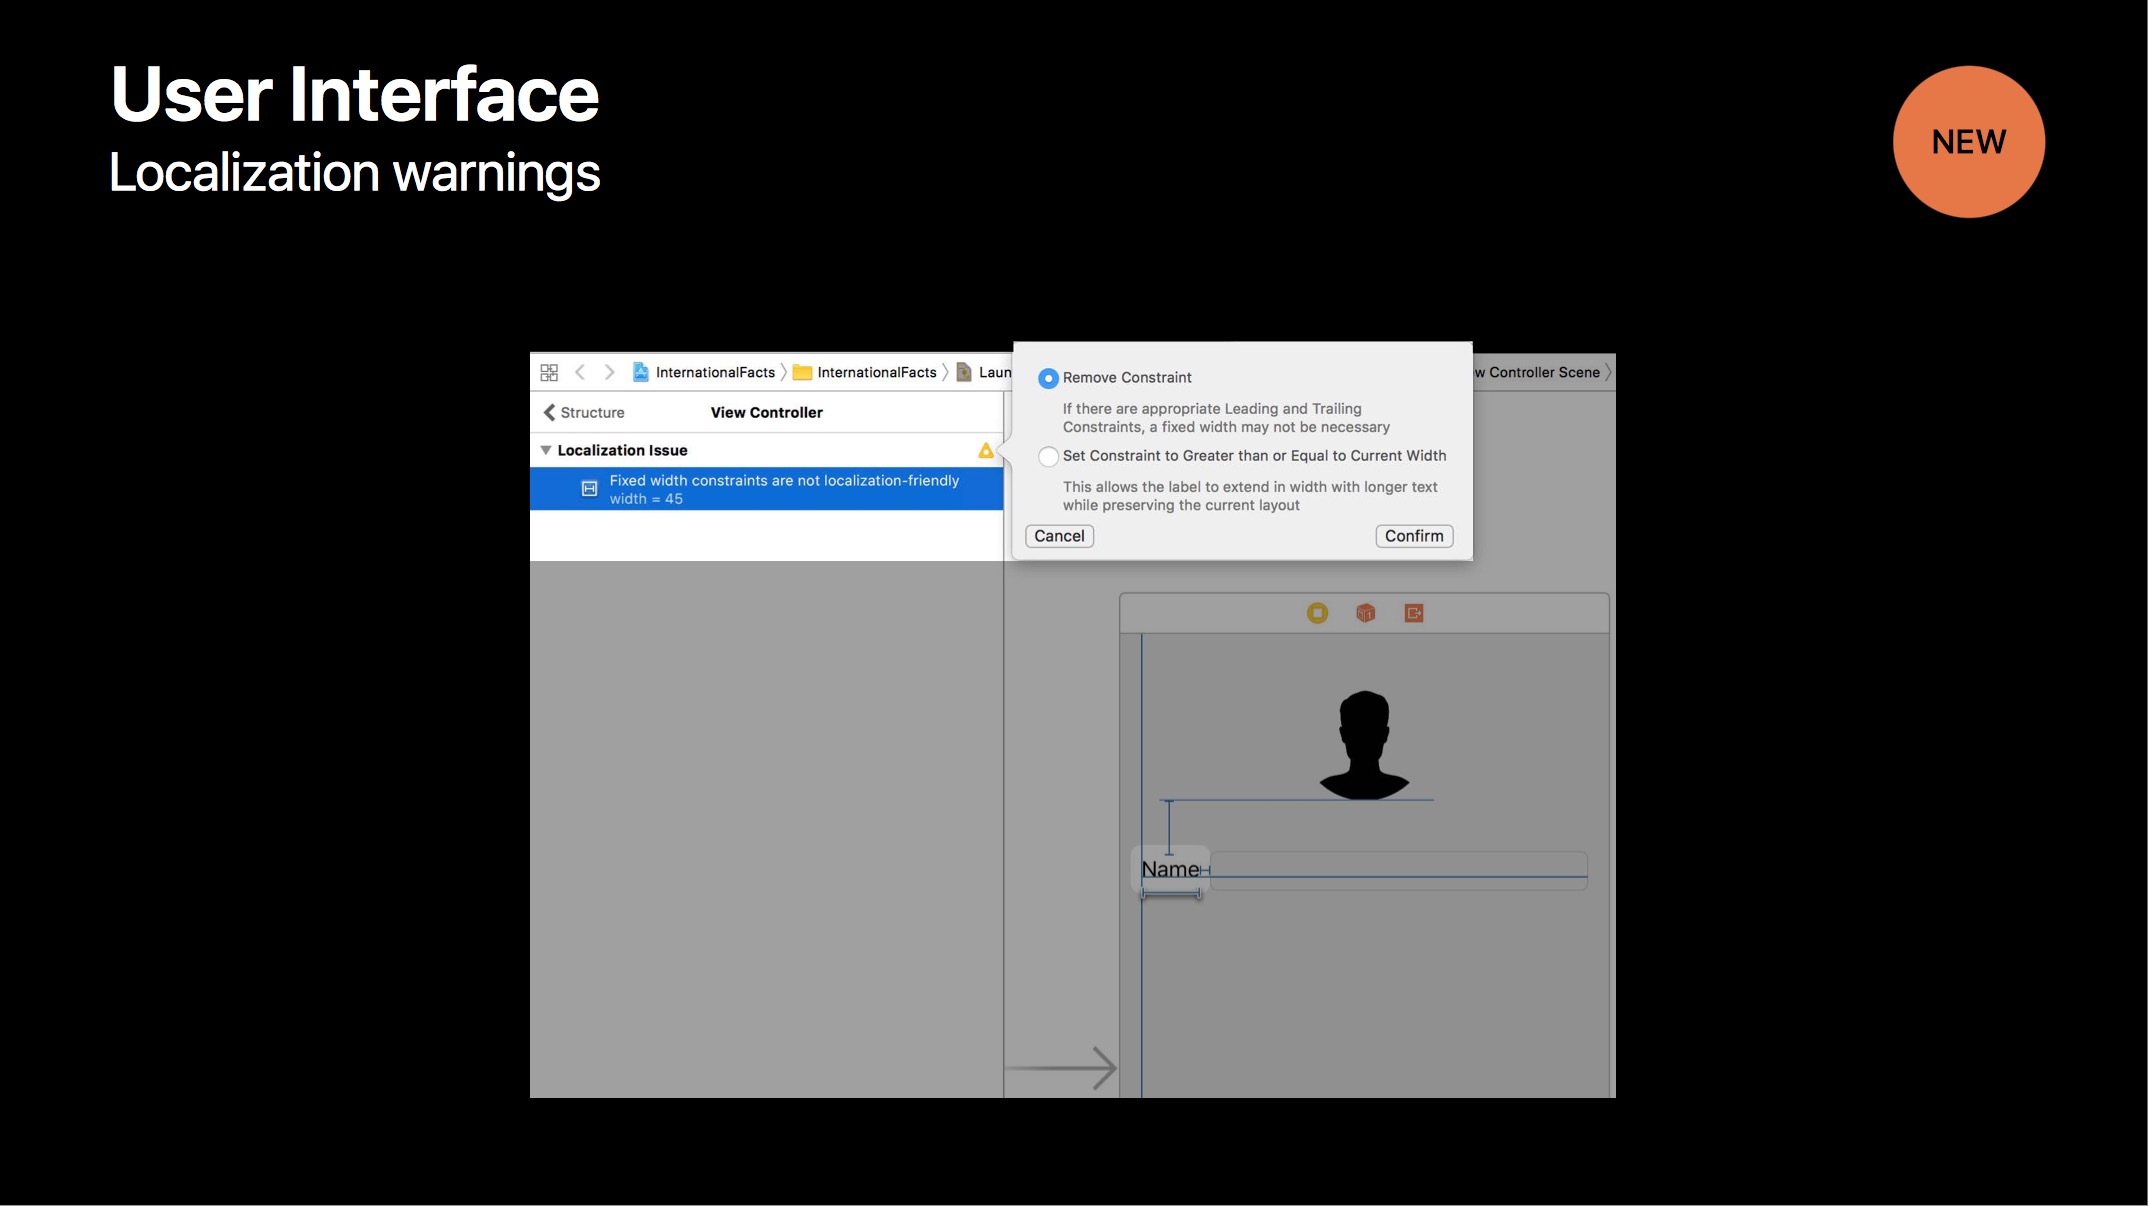 User Interface
Localization warnings
NEW
InternationalFacts
InternationalFacts
Laun
w Controller Scene
Structure
View Controller
Localization Issue
Fixed width constraints are not localization-friendly
width = 45
Remove Constraint
If there are appropriate Leading and Trailing
Constraints, a fixed width may not be necessary
Set Constraint to Greater than or Equal to Current Width
This allows the label to extend in width with longer text
while preserving the current layout
Cancel
Confirm
Name